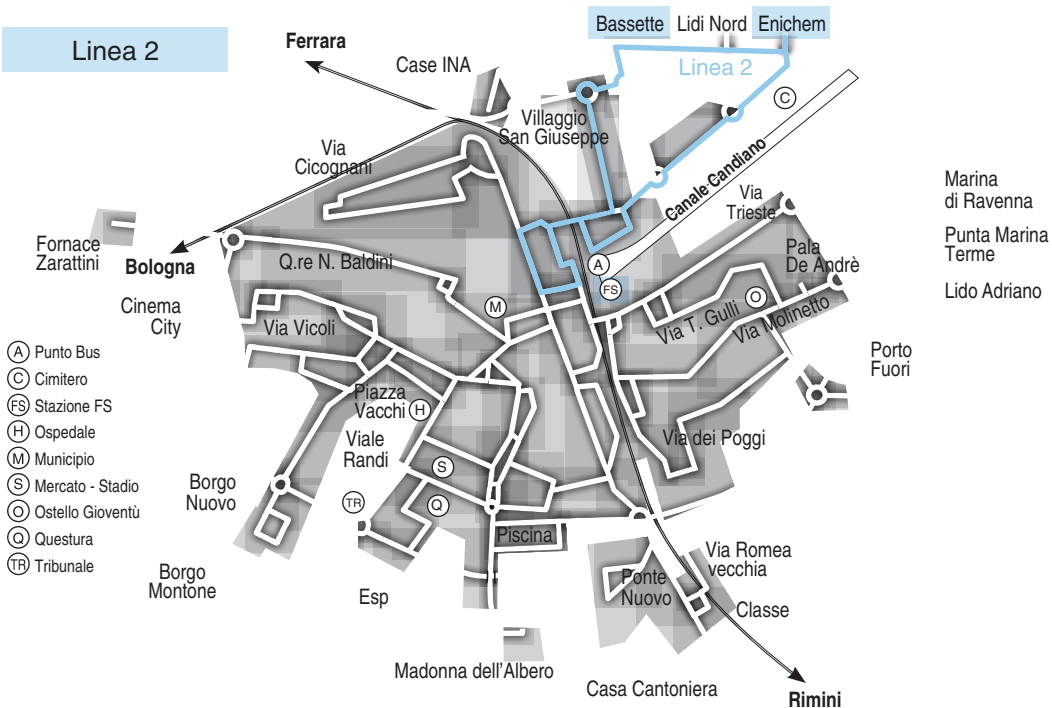 Linea 2
Ferrara
Bassette
Lidi Nord
Enichem
Case INA
Linea 2
C
Villaggio
San Giuseppe
Via
Cicognani
Canale Candiano
Via
Trieste
Marina
di Ravenna
Punta Marina
Terme
Lido Adriano
Fornace
Zarattini
Bologna
Q.re N. Baldini
A
FS
Pala
De Andrè
Cinema
City
Via Vicoli
M
O
Via T. Gulli
Via Molinetto
Porto
Fuori
A Punto Bus
C Cimitero
FS Stazione FS
H Ospedale
M Municipio
S Mercato - Stadio
O Ostello Gioventù
Q Questura
TR Tribunale
Piazza
Vacchi
H
Viale
Randi
Via dei Poggi
S
Borgo
Nuovo
TR
Q
Piscina
Borgo
Montone
Esp
Via Romea
vecchia
Ponte
Nuovo
Classe
Madonna dell'Albero
Casa Cantoniera
Rimini